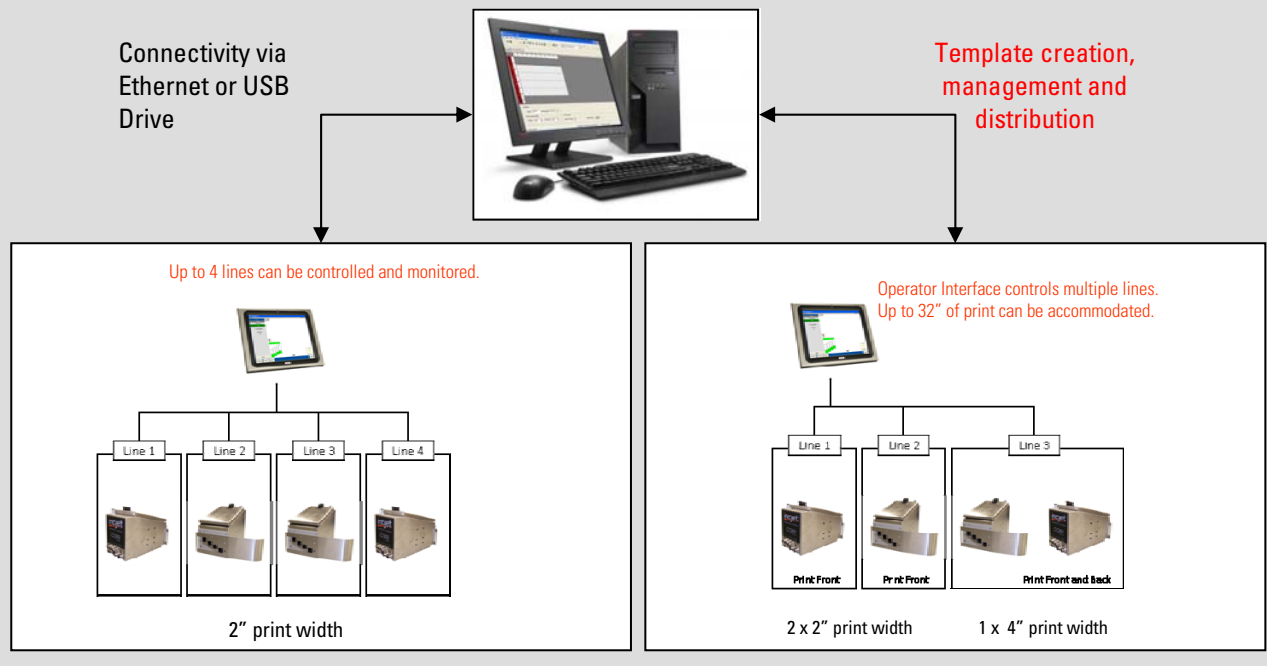 Connectivity via
Ethernet or USB
Drive
Template creation,
management and
distribution
Up to 4 lines can be controlled and monitored.
Line 1
Line 2
Line 3
Line 4
2” print width
Operator Interface controls multiple lines.
Up to 32” of print can be accommodated.
Line 1
Line 2
Line 3
Print Front
Print Front
Print Front and Back
2 x 2” print width
1 x 4” print width